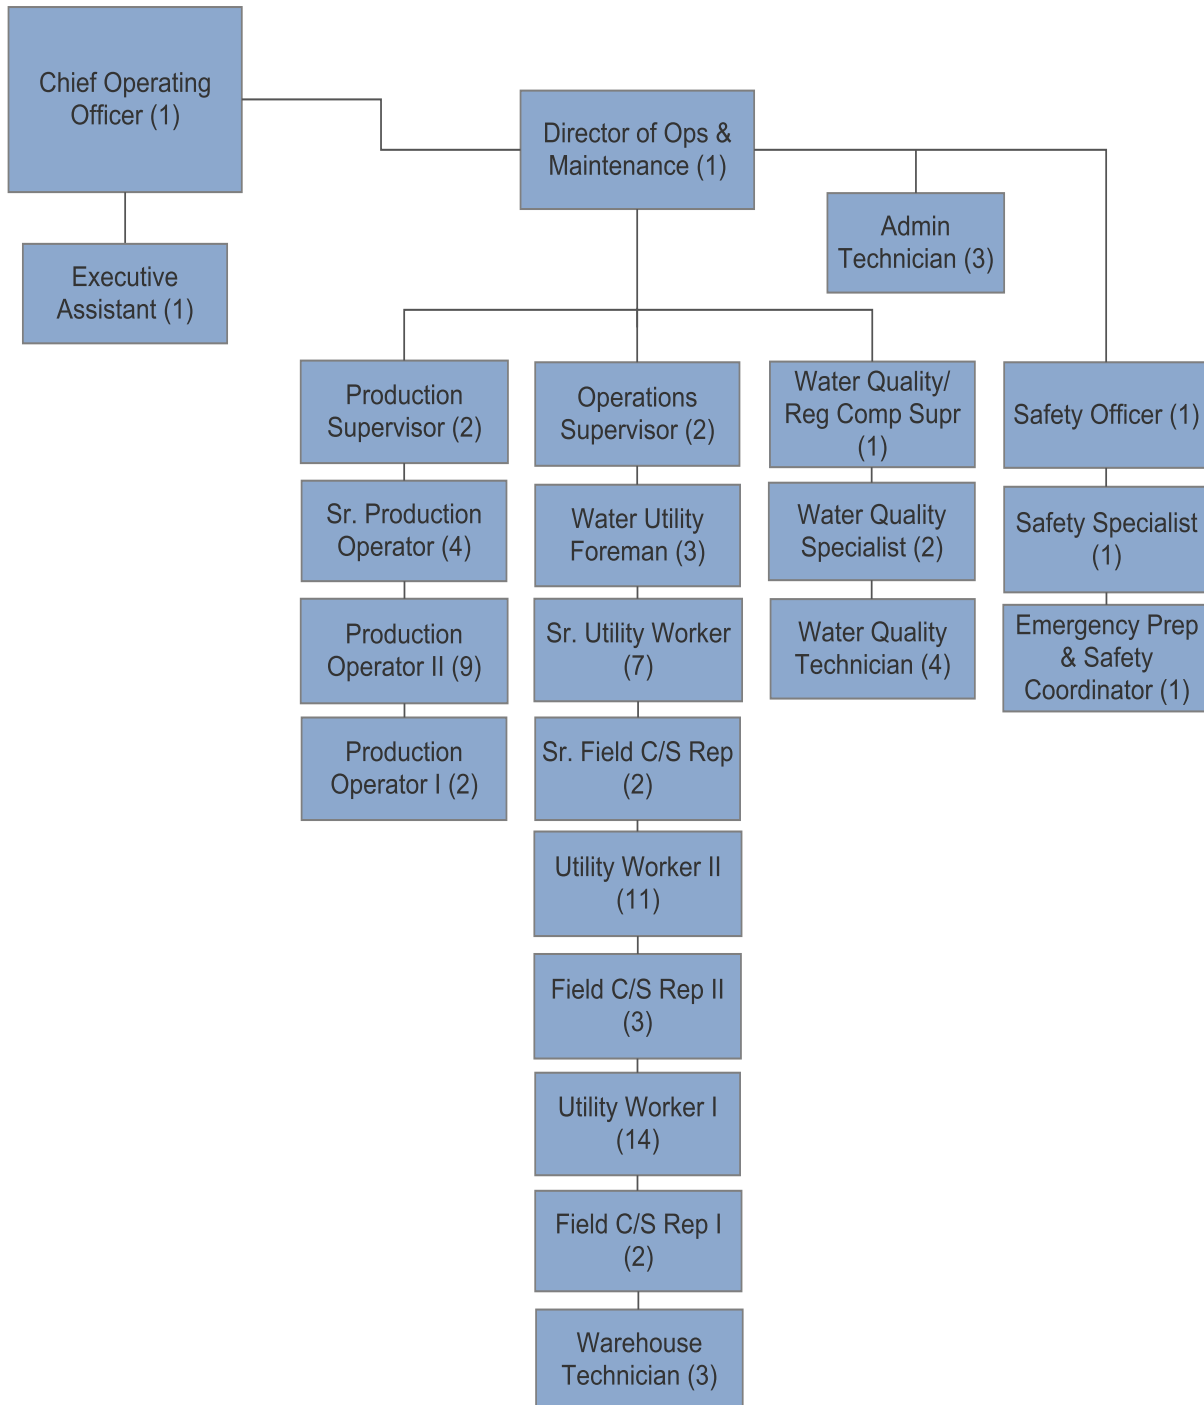 Chief Operating
Officer (1)
Executive
Assistant (1)
Director of Ops &
Maintenance (1)
Admin
Technician (3)
Production
Supervisor (2)
Sr. Production
Operator (4)
Production
Operator II (9)
Production
Operator I (2)
Operations
Supervisor (2)
Water Utility
Foreman (3)
Sr. Utility Worker
(7)
Sr. Field C/S Rep
(2)
Utility Worker II
(11)
Field C/S Rep II
(3)
Utility Worker I
(14)
Field C/S Rep I
(2)
Warehouse
Technician (3)
Water Quality/
Reg Comp Supr
(1)
Water Quality
Specialist (2)
Water Quality
Technician (4)
Safety Officer (1)
Safety Specialist
(1)
Emergency Prep
& Safety
Coordinator (1)